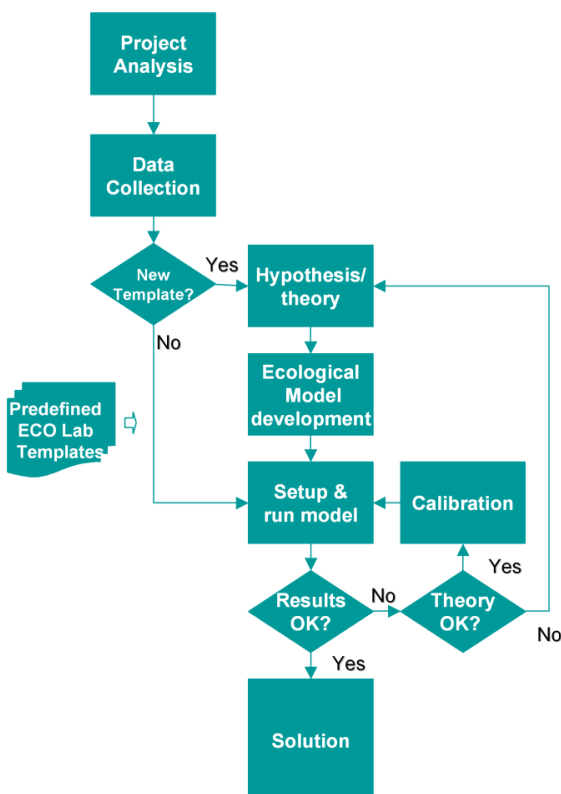 Project
Analysis
Data
Collection
New
Template?
Yes
Hypothesis/
theory
No
Ecological
Model
development
Predefined
ECO Lab
Templates
Setup &
run model
Calibration
Yes
Results
OK?
No
Theory
OK?
No
Yes
Solution